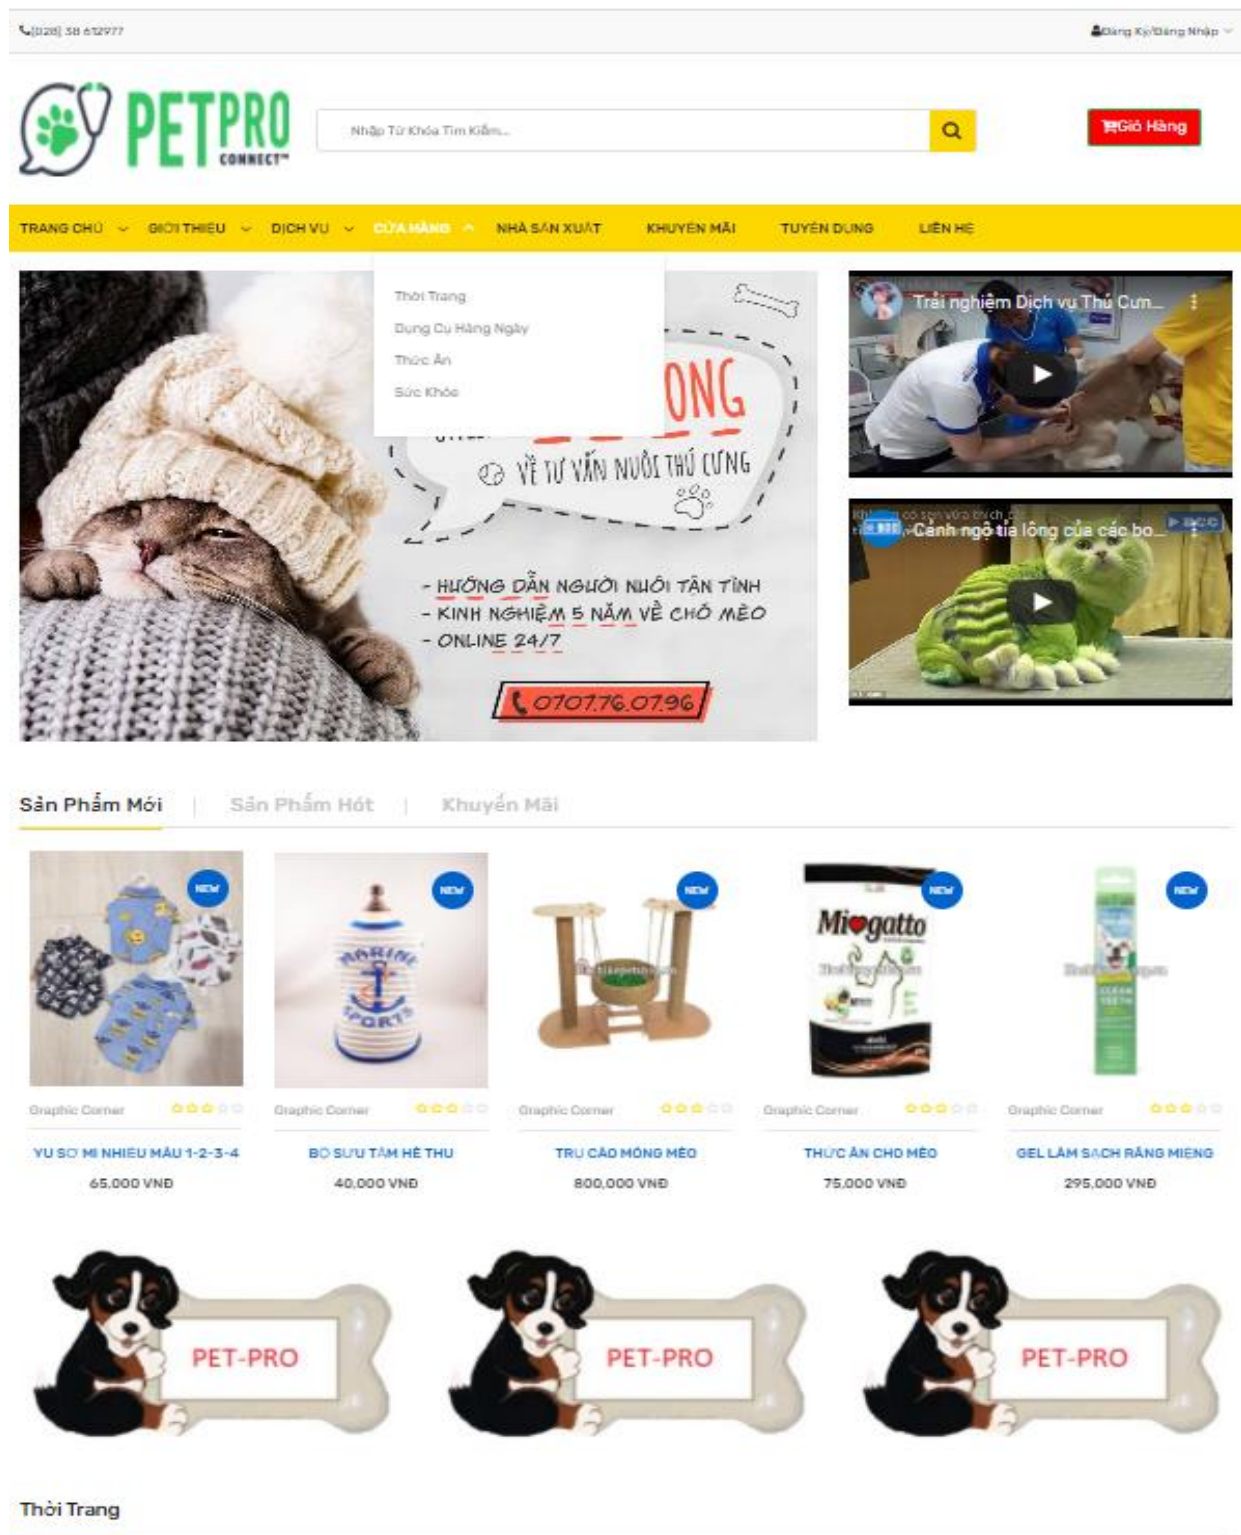 (028) 38 612977
Đăng Ký/Đăng Nhập
PETPRO
CONNECT™
Nhập Từ Khóa Tìm Kiếm...
Giỏ Hàng
TRANG CHỦ GIỚI THIỆU DỊCH VỤ CỬA HÀNG NHÀ SẢN XUẤT KHUYẾN MÃI TUYỂN DỤNG LIÊN HỆ
Thời Trang
Dụng Cụ Hàng Ngày
Thức Ăn
Sức Khỏe
ONG
VỀ TƯ VẤN NUÔI THÚ CƯNG
- HƯỚNG DẪN NGƯỜI NUÔI TẬN TÌNH
- KINH NGHIỆM 5 NĂM VỀ CHÓ MÈO
- ONLINE 24/7
0707.76.07.96
Trải nghiệm Dịch vụ Thú Cưn...
Cảnh ngộ tỉa lông của các bo...
Sản Phẩm Mới | Sản Phẩm Hót | Khuyến Mãi
NEW NEW NEW NEW NEW
MARINE
SPORTS
Miogatto
CLEAN
TEETH
Graphic Corner Graphic Corner Graphic Corner Graphic Corner Graphic Corner
YU SƠ MI NHIỀU MẪU 1-2-3-4 BỘ SƯU TẦM HÈ THU TRỤ CÀO MÓNG MÈO THỨC ĂN CHO MÈO GEL LÀM SẠCH RĂNG MIỆNG
65,000 VNĐ 40,000 VNĐ 800,000 VNĐ 75,000 VNĐ 295,000 VNĐ
PET-PRO PET-PRO PET-PRO
Thời Trang